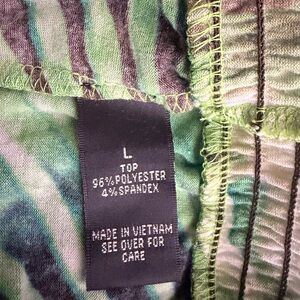 L
TOP
96%POLYESTER
4%SPANDEX
MADE IN VIETNAM
SEE OVER FOR
CARE